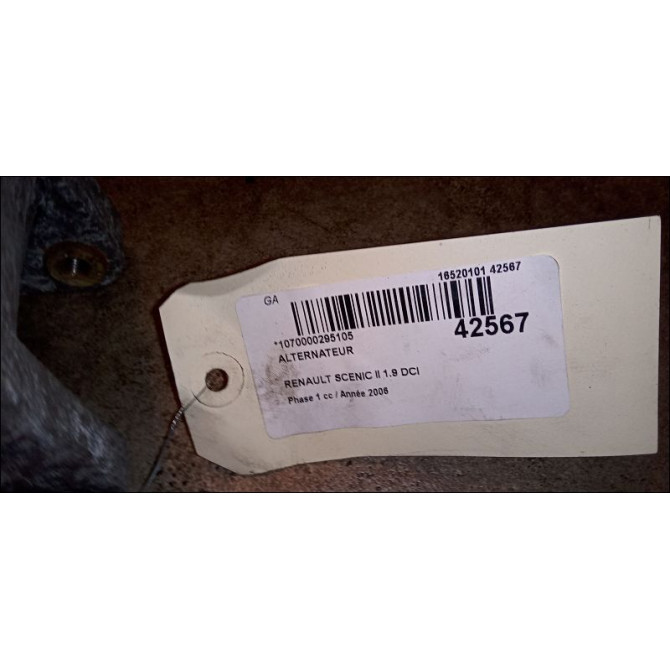 GA
16520101 42567
*1070000295105
42567
ALTERNATEUR
RENAULT SCENIC II 1.9 DCI
Phase 1 cc / Année 2006